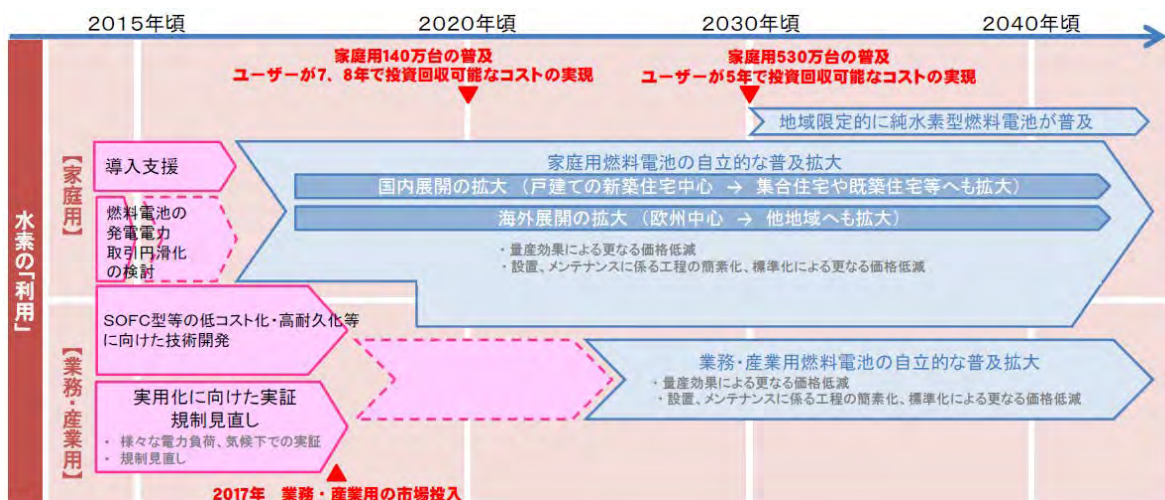 2015年頃
2020年頃
2030年頃
2040年頃
家庭用140万台の普及
ユーザーが7、8年で投資回収可能なコストの実現
家庭用530万台の普及
ユーザーが5年で投資回収可能なコストの実現
地域限定的に純水素型燃料電池が普及
水素の「利用」
【家庭用】
導入支援
燃料電池の
発電電力
取引円滑化
の検討
家庭用燃料電池の自立的な普及拡大
国内展開の拡大（戸建ての新築住宅中心 → 集合住宅や既築住宅等へも拡大）
海外展開の拡大（欧州中心 → 他地域へも拡大）
・量産効果による更なる価格低減
・設置、メンテナンスに係る工程の簡素化、標準化による更なる価格低減
【業務・産業用】
SOFC型等の低コスト化・高耐久化等
に向けた技術開発
実用化に向けた実証
規制見直し
・ 様々な電力負荷、気候下での実証
・ 規制見直し
業務・産業用燃料電池の自立的な普及拡大
・量産効果による更なる価格低減
・設置、メンテナンスに係る工程の簡素化、標準化による更なる価格低減
2017年 業務・産業用の市場投入